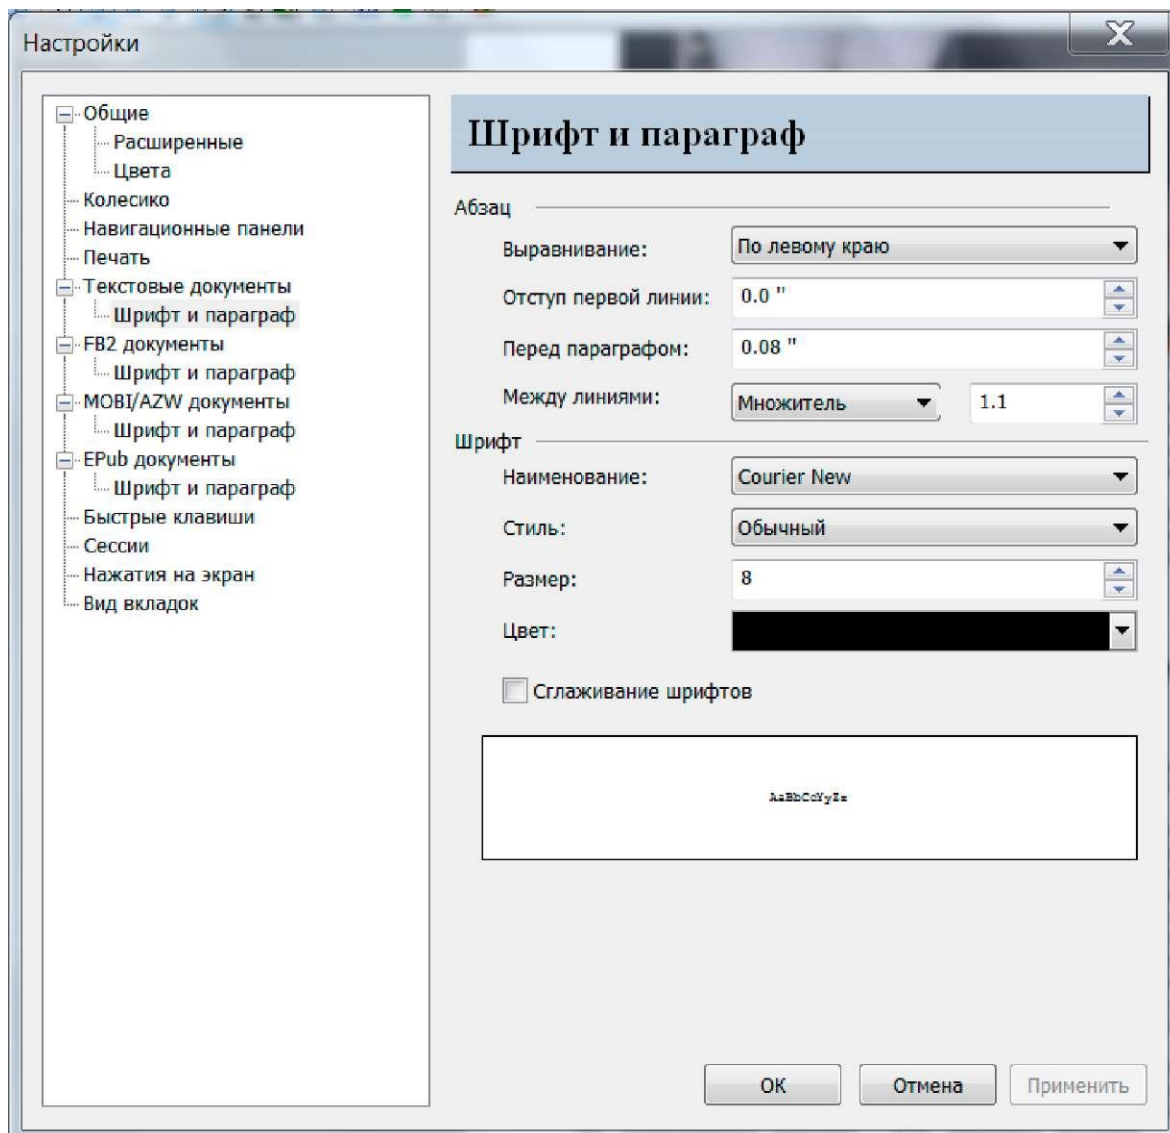 Настройки
Общие
Расширенные
Цвета
Колесико
Навигационные панели
Печать
Текстовые документы
Шрифт и параграф
FB2 документы
Шрифт и параграф
MOBI/AZW документы
Шрифт и параграф
EPub документы
Шрифт и параграф
Быстрые клавиши
Сессии
Нажатия на экран
Вид вкладок
Шрифт и параграф
Абзац
Выравнивание: По левому краю
Отступ первой линии: 0.0 "
Перед параграфом: 0.08 "
Между линиями: Множитель 1.1
Шрифт
Наименование: Courier New
Стиль: Обычный
Размер: 8
Цвет:
Сглаживание шрифтов
AaBbCcYyZz
OK Отмена Применить